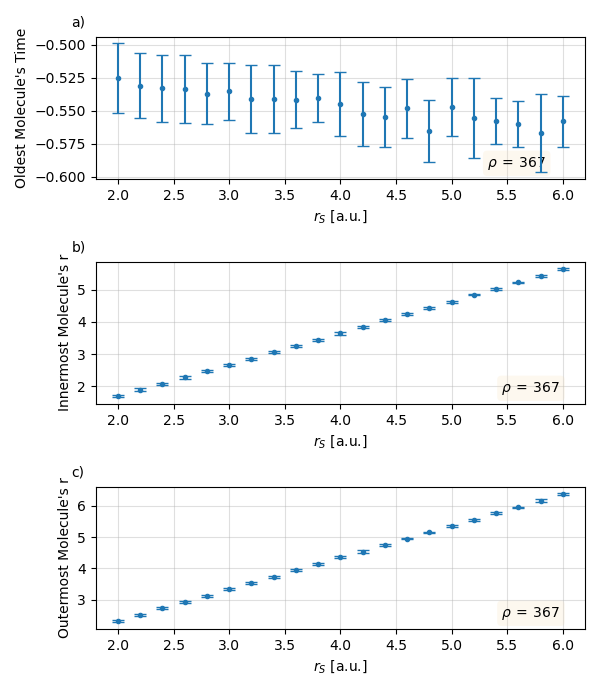 a)
Oldest Molecule's Time
−0.500
−0.525
−0.550
−0.575
−0.600
ρ = 367
2.0 2.5 3.0 3.5 4.0 4.5 5.0 5.5 6.0
r_S [a.u.]
b)
Innermost Molecule's r
5
4
3
2
ρ = 367
2.0 2.5 3.0 3.5 4.0 4.5 5.0 5.5 6.0
r_S [a.u.]
c)
Outermost Molecule's r
6
5
4
3
ρ = 367
2.0 2.5 3.0 3.5 4.0 4.5 5.0 5.5 6.0
r_S [a.u.]